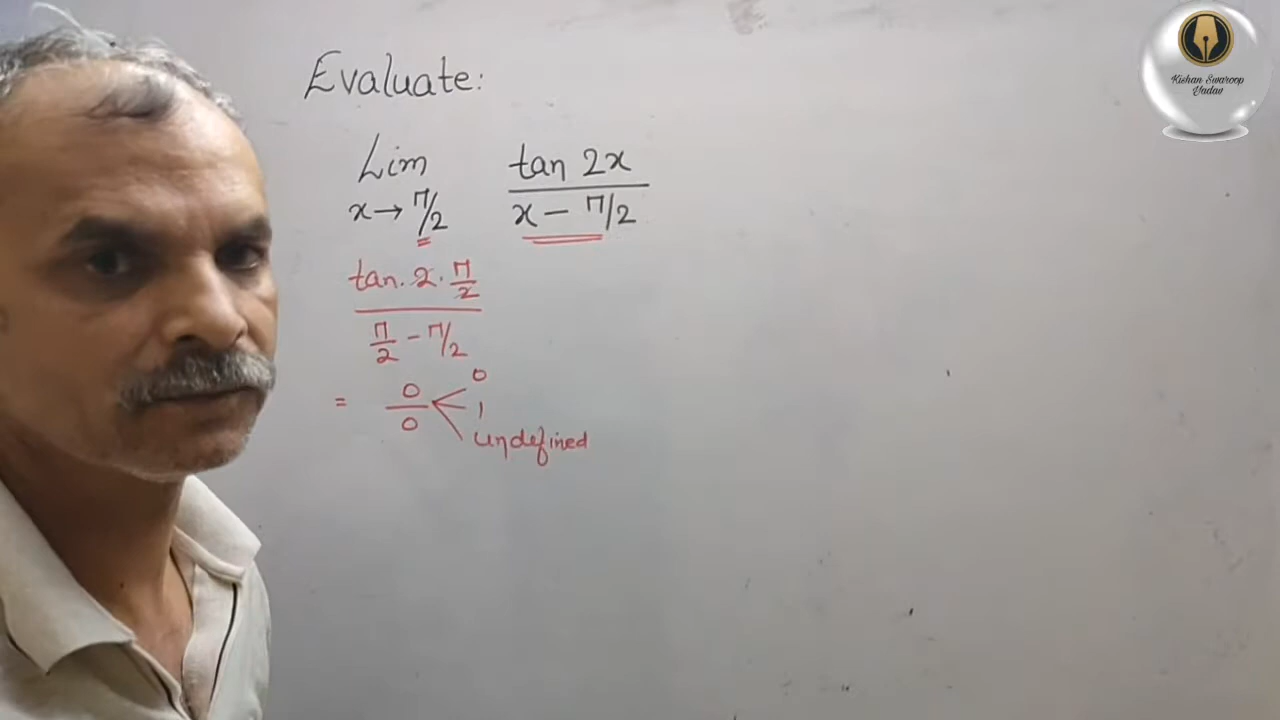 Evaluate:
Lim tan 2x
x→ π/2 x - π/2
tan. 2. π/2
π/2 - π/2
= 0/0 0
1
undefined
Kishan Swaroop
Yadav